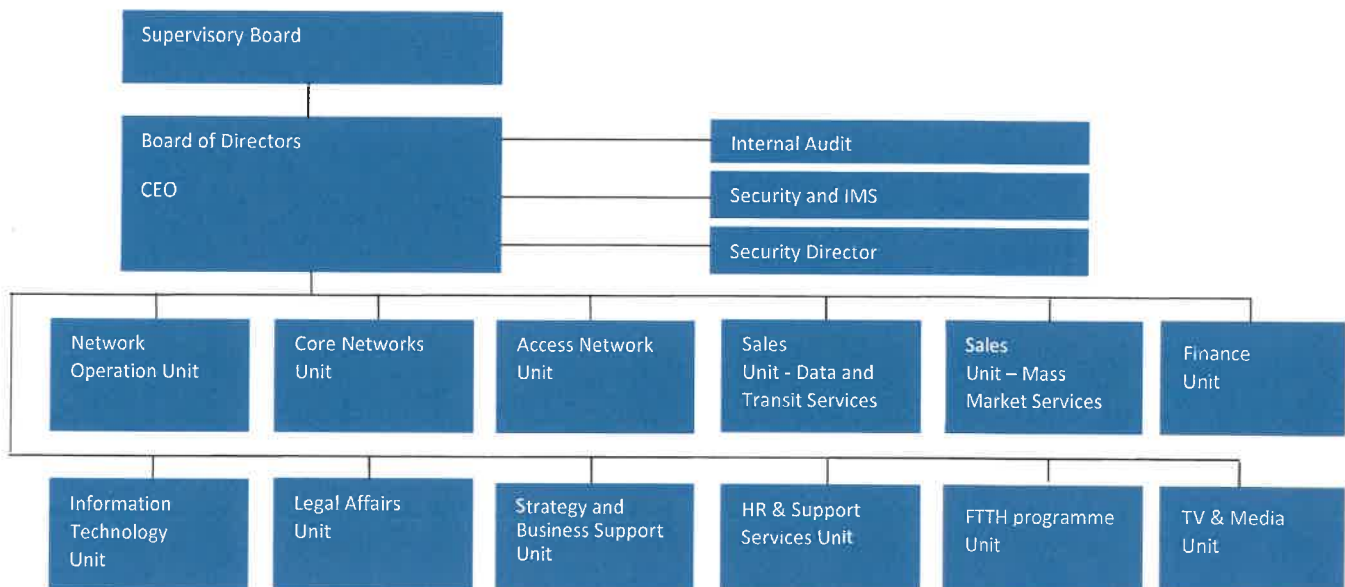 Supervisory Board
Board of Directors
CEO
Internal Audit
Security and IMS
Security Director
Network
Operation Unit
Core Networks
Unit
Access Network
Unit
Sales
Unit - Data and
Transit Services
Sales
Unit – Mass
Market Services
Finance
Unit
Information
Technology
Unit
Legal Affairs
Unit
Strategy and
Business Support
Unit
HR & Support
Services Unit
FTTH programme
Unit
TV & Media
Unit